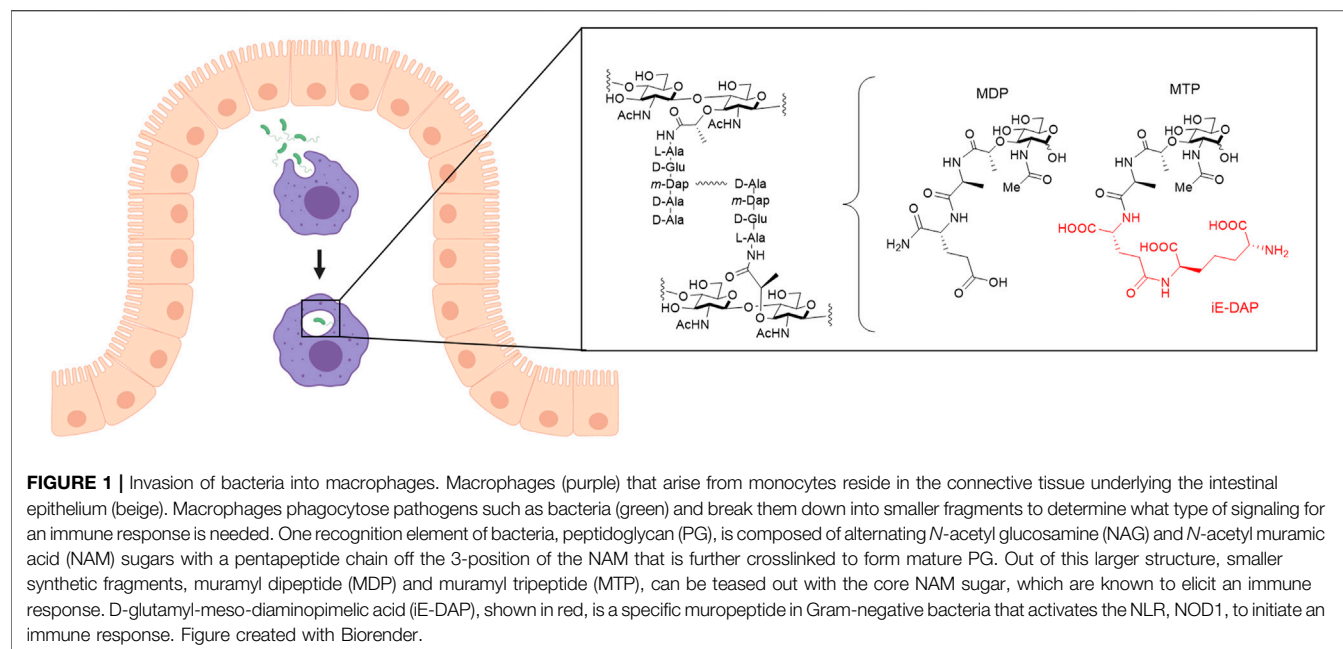 HO
HO
O
O
HO
AcHN
O
HO
O
NH
AcHN
O
O
HN
L-Ala
D-Glu
m-Dap
D-Ala
D-Ala
D-Ala
m-Dap
D-Glu
L-Ala
NH
O
HO
HO
O
O
HO
AcHN
O
HO
O
O
AcHN
MDP
HO
HO
O
O
O
HN
OH
HN
O
Me
O
O
NH
H2N
O
OH
MTP
HO
HO
O
O
O
HN
OH
HN
O
Me
O
NH
HOOC
HOOC
HOOC
NH2
O
N
H
iE-DAP
FIGURE 1 | Invasion of bacteria into macrophages. Macrophages (purple) that arise from monocytes reside in the connective tissue underlying the intestinal
epithelium (beige). Macrophages phagocytose pathogens such as bacteria (green) and break them down into smaller fragments to determine what type of signaling for
an immune response is needed. One recognition element of bacteria, peptidoglycan (PG), is composed of alternating N-acetyl glucosamine (NAG) and N-acetyl muramic
acid (NAM) sugars with a pentapeptide chain off the 3-position of the NAM that is further crosslinked to form mature PG. Out of this larger structure, smaller
synthetic fragments, muramyl dipeptide (MDP) and muramyl tripeptide (MTP), can be teased out with the core NAM sugar, which are known to elicit an immune
response. D-glutamyl-meso-diaminopimelic acid (iE-DAP), shown in red, is a specific muropeptide in Gram-negative bacteria that activates the NLR, NOD1, to initiate an
immune response. Figure created with Biorender.